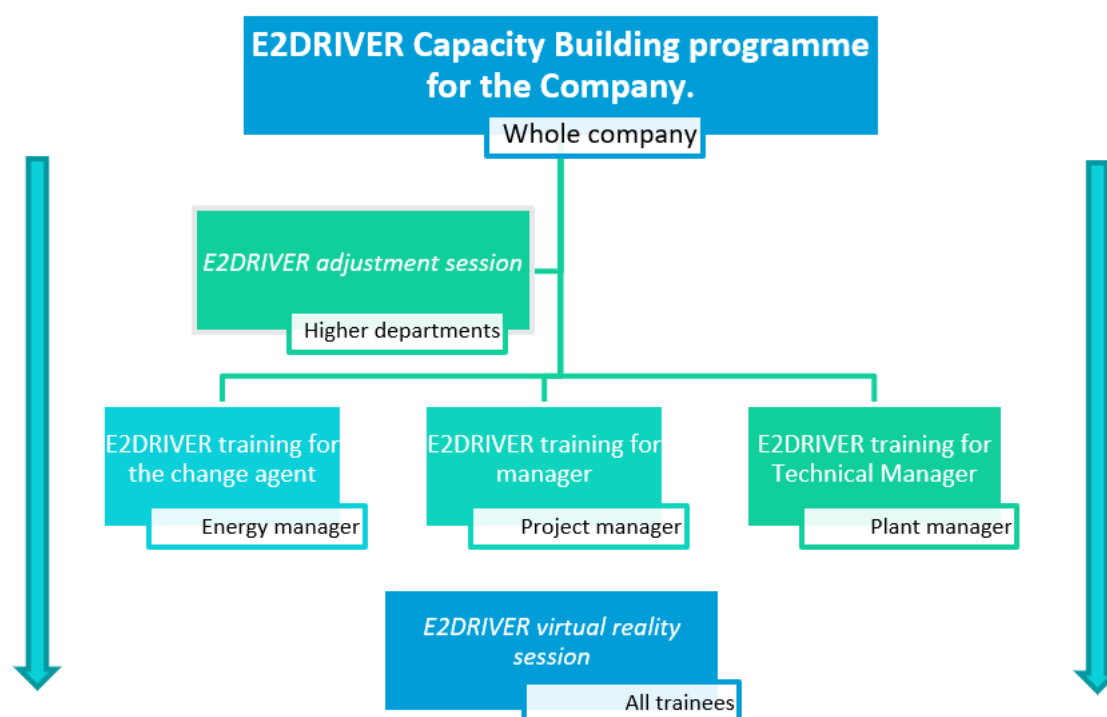 E2DRIVER Capacity Building programme
for the Company.
Whole company
E2DRIVER adjustment session
Higher departments
E2DRIVER training for
the change agent
Energy manager
E2DRIVER training for
manager
Project manager
E2DRIVER training for
Technical Manager
Plant manager
E2DRIVER virtual reality
session
All trainees